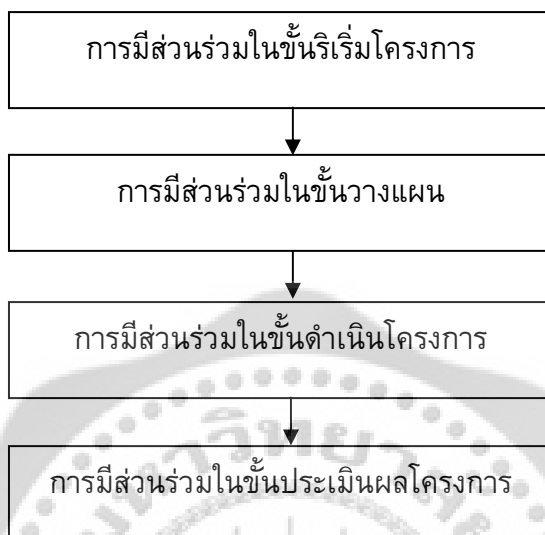 การมีส่วนร่วมในขั้นริเริ่มโครงการ
การมีส่วนร่วมในขั้นวางแผน
การมีส่วนร่วมในขั้นดำเนินโครงการ
การมีส่วนร่วมในขั้นประเมินผลโครงการ